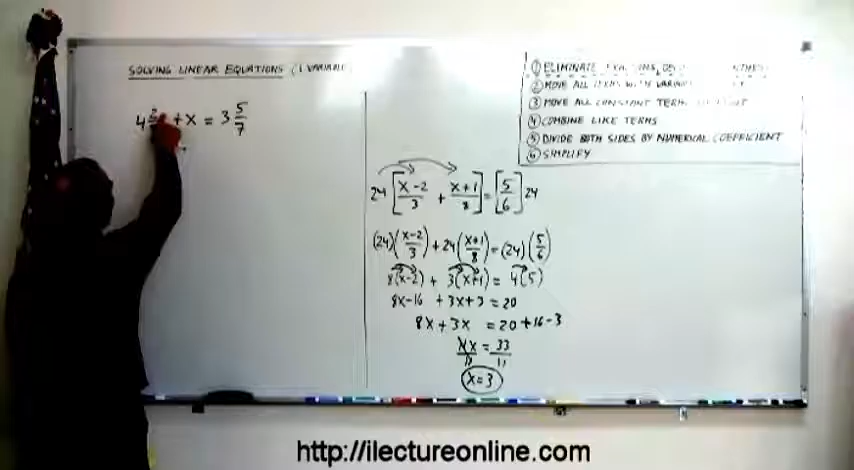 SOLVING LINEAR EQUATIONS (1 VARIABLE)
4 + x = 3 5/7
① ELIMINATE
② MOVE ALL TERMS WITH VARIABLE
③ MOVE ALL CONSTANT TERMS
④ COMBINE LIKE TERMS
⑤ DIVIDE BOTH SIDES BY NUMERICAL COEFFICIENT
⑥ SIMPLIFY
24 [ (x-2)/3 + (x+1)/8 ] = [ 5/6 ] 24
(24) ( (x-2)/3 ) + 24 ( (x+1)/8 ) = (24) ( 5/6 )
8(x-2) + 3(x+1) = 4(5)
8x-16 + 3x+3 = 20
8x+3x = 20+16-3
11x/11 = 33/11
x=3
http://ilectureonline.com